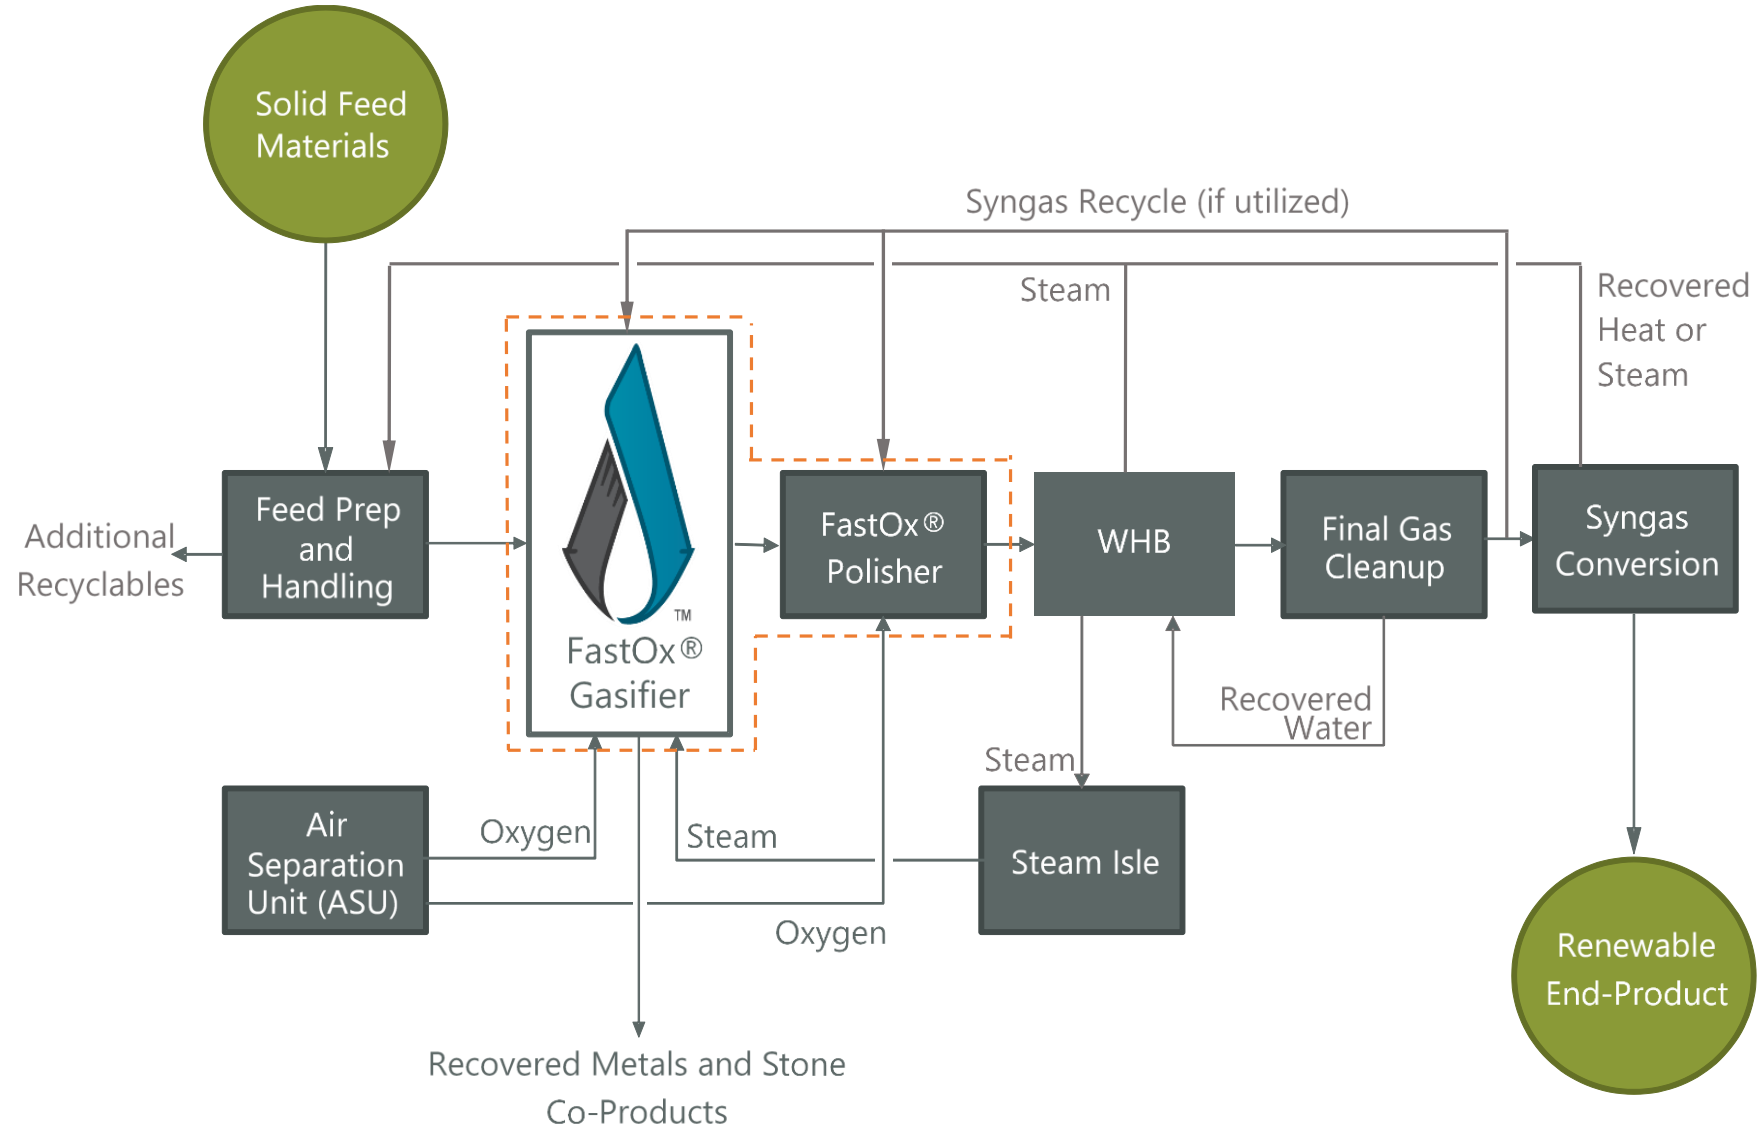 Solid Feed
Materials
Syngas Recycle (if utilized)
Steam
Recovered
Heat or
Steam
Additional
Recyclables
Feed Prep
and
Handling
TM
FastOx®
Gasifier
FastOx®
Polisher
WHB
Final Gas
Cleanup
Syngas
Conversion
Recovered
Water
Steam
Air
Separation
Unit (ASU)
Oxygen
Steam
Oxygen
Steam Isle
Renewable
End-Product
Recovered Metals and Stone
Co-Products